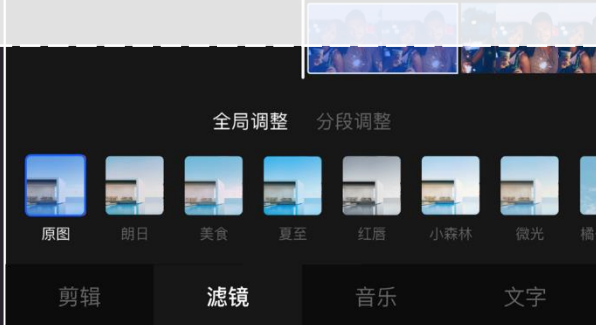 全局调整 分段调整
原图 朗日 美食 夏至 红唇 小森林 微光 橘
剪辑 滤镜 音乐 文字